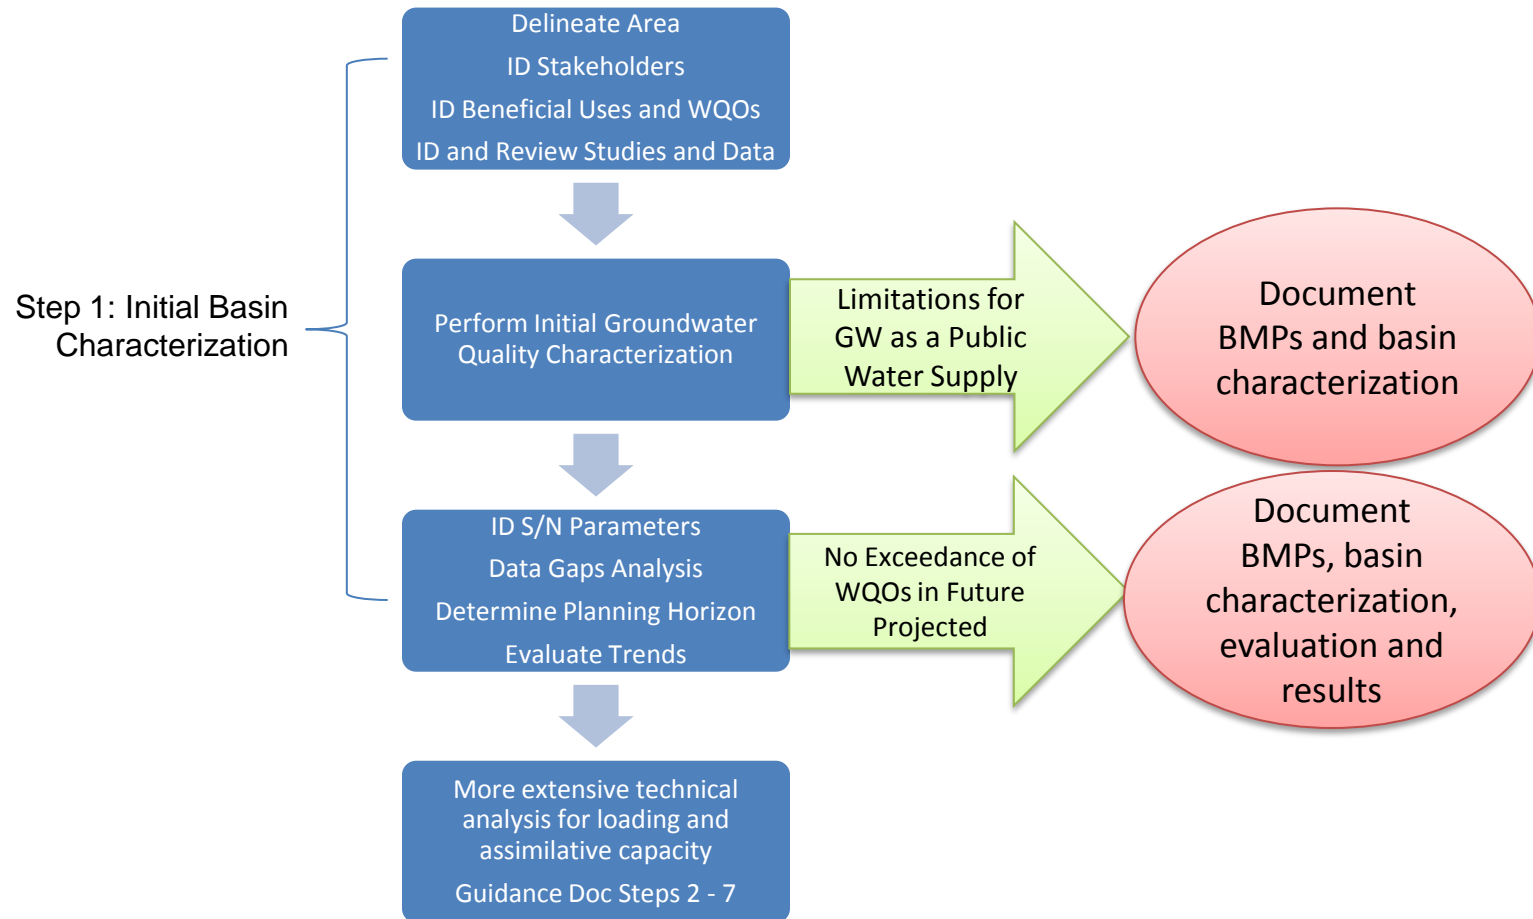 Delineate Area
ID Stakeholders
ID Beneficial Uses and WQOs
ID and Review Studies and Data
Step 1: Initial Basin
Characterization
Perform Initial Groundwater
Quality Characterization
Limitations for
GW as a Public
Water Supply
Document
BMPs and basin
characterization
ID S/N Parameters
Data Gaps Analysis
Determine Planning Horizon
Evaluate Trends
No Exceedance of
WQOs in Future
Projected
Document
BMPs, basin
characterization,
evaluation and
results
More extensive technical
analysis for loading and
assimilative capacity
Guidance Doc Steps 2 - 7